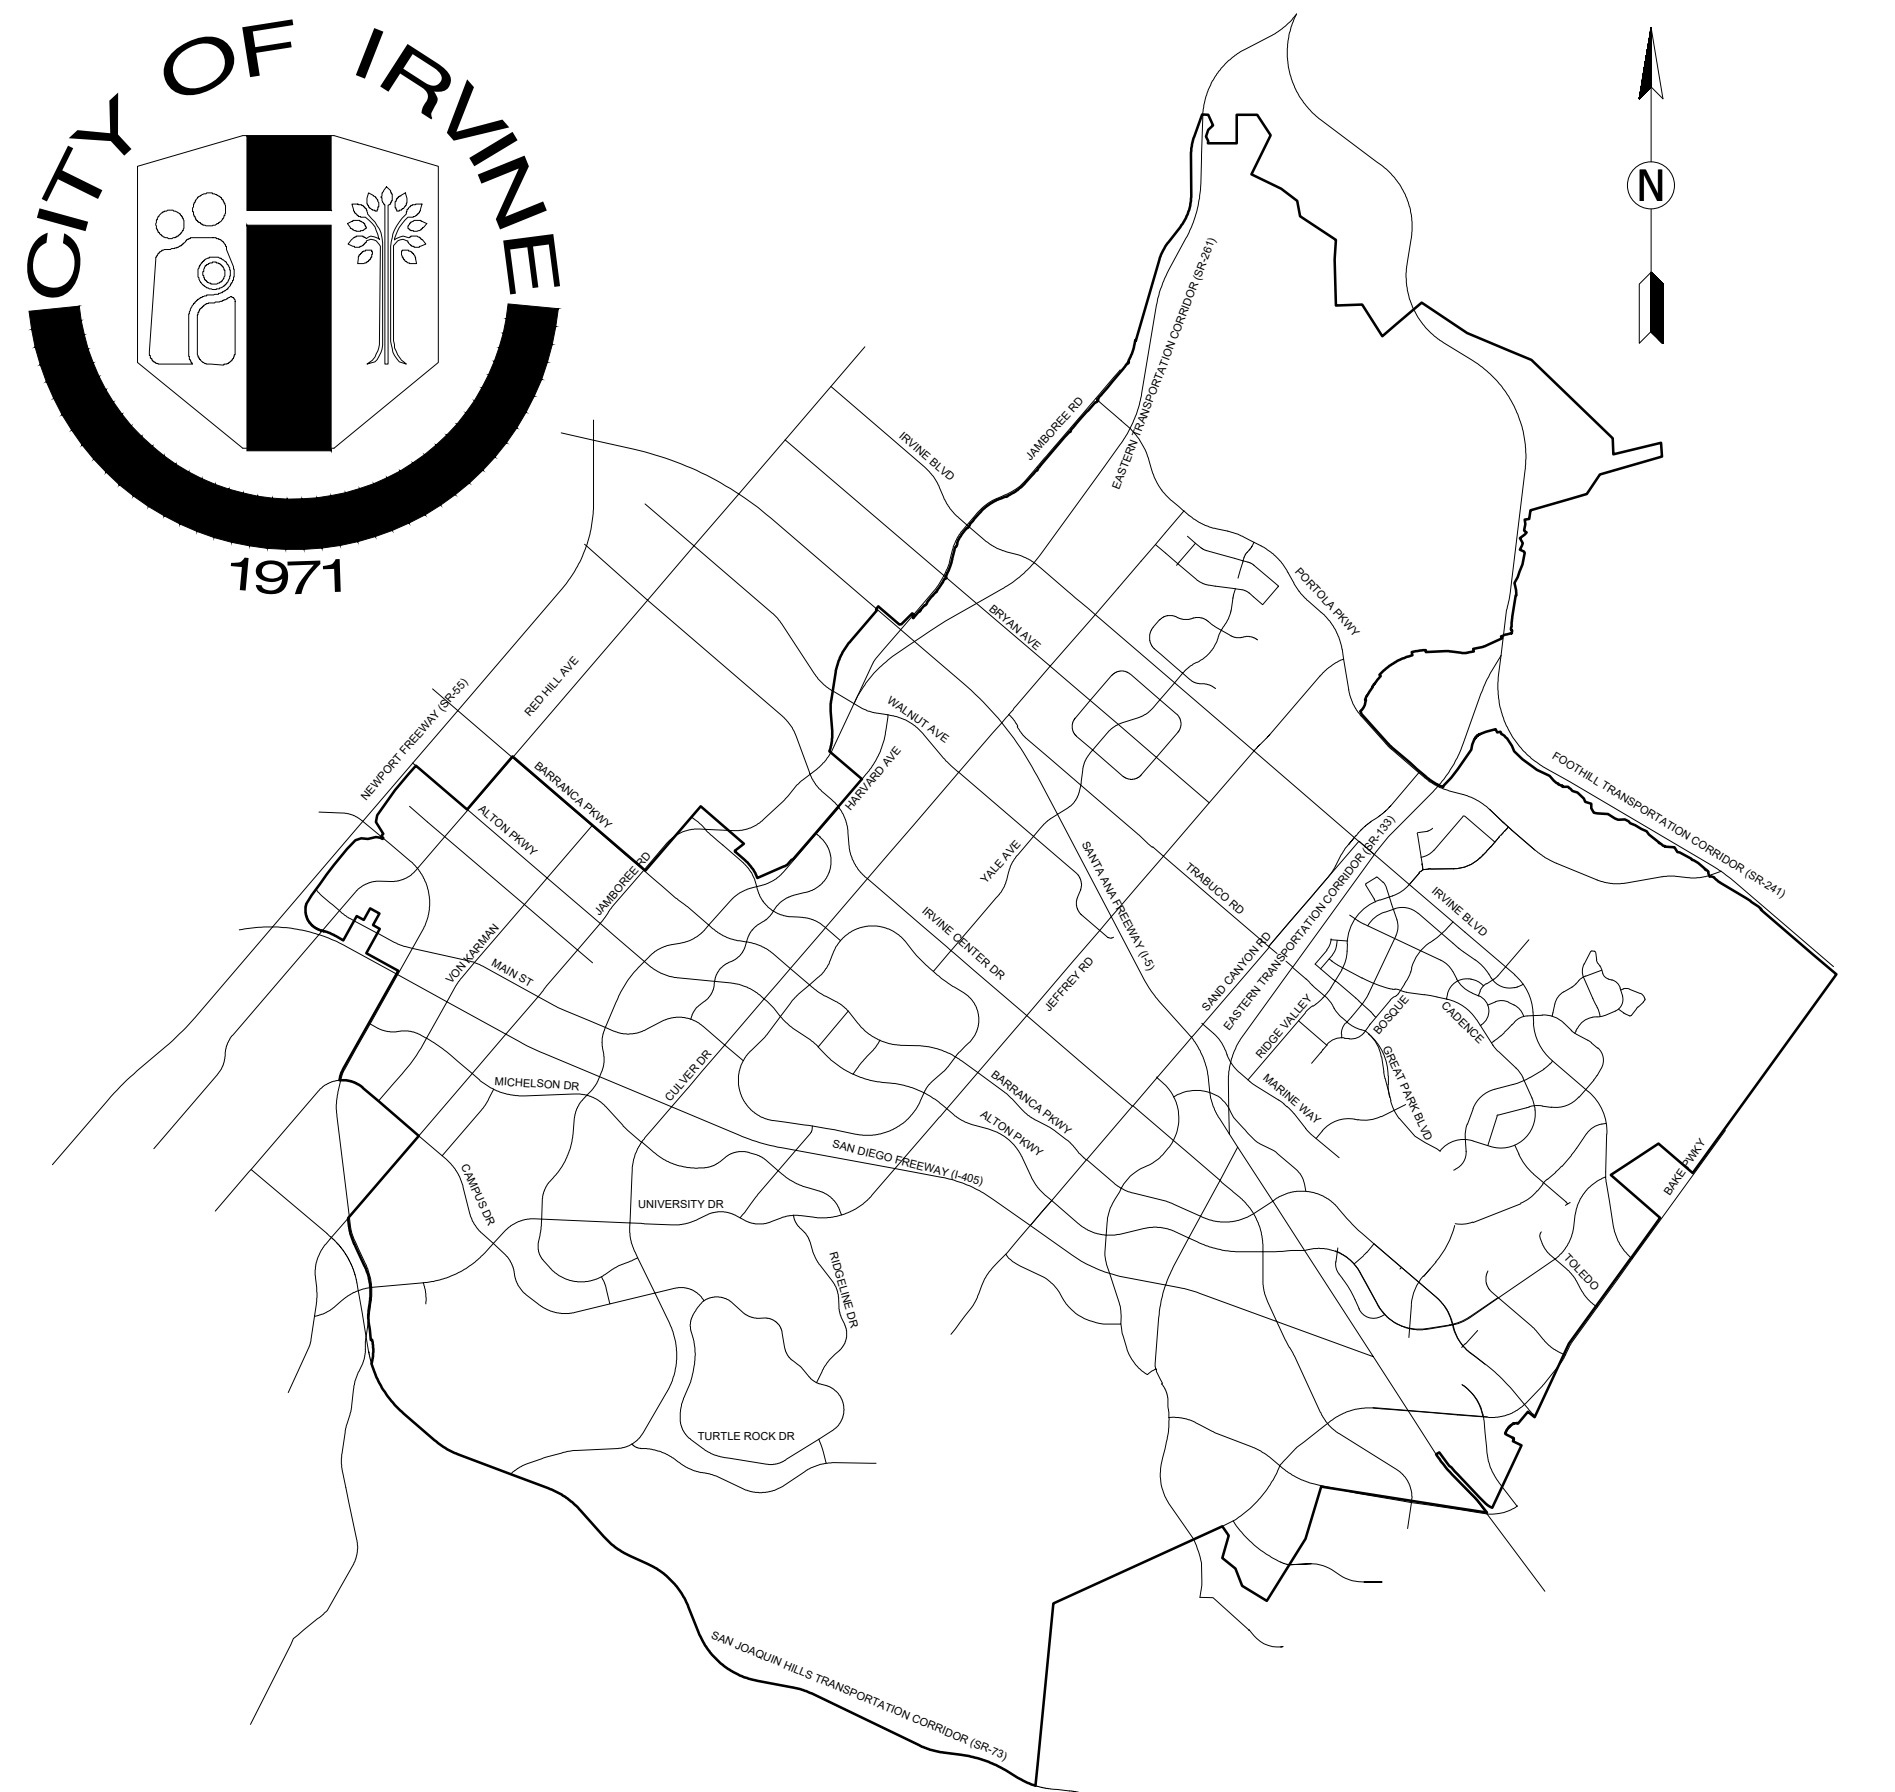 CITY OF IRVINE
1971
N
EASTERN TRANSPORTATION CORRIDOR (SR-261)
JAMBOREE RD
IRVINE BLVD
PORTOLA PKWY
BRYAN AVE
RED HILL AVE
NEWPORT FREEWAY (SR-55)
WALNUT AVE
HARVARD AVE
BARRANCA PKWY
ALTON PKWY
FOOTHILL TRANSPORTATION CORRIDOR (SR-241)
JAMBOREE RD
YALE AVE
SANTA ANA FREEWAY (I-5)
TRABUCO RD
EASTERN TRANSPORTATION CORRIDOR (SR-133)
IRVINE BLVD
VON KARMAN
MAIN ST
IRVINE CENTER DR
JEFFREY RD
SAND CANYON RD
RIDGE VALLEY
BOSQUE
CADENCE
GREAT PARK BLVD
MARINE WAY
MICHELSON DR
CULVER DR
BARRANCA PKWY
ALTON PKWY
SAN DIEGO FREEWAY (I-405)
CAMPUS DR
UNIVERSITY DR
BAKE PWKY
TOLEDO
RIDGELINE DR
TURTLE ROCK DR
SAN JOAQUIN HILLS TRANSPORTATION CORRIDOR (SR-73)